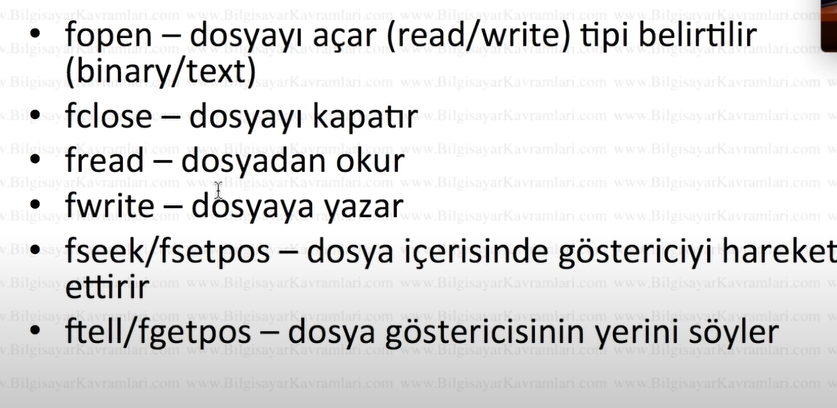 • fopen – dosyayı açar (read/write) tipi belirtilir
(binary/text)
• fclose – dosyayı kapatır
• fread – dosyadan okur
• fwrite – dosyaya yazar
• fseek/fsetpos – dosya içerisinde göstericiyi hareket
ettirir
• ftell/fgetpos – dosya göstericisinin yerini söyler
www.BilgisayarKavramlari.com www.BilgisayarKavramlari.com www.BilgisayarKavramlari.com